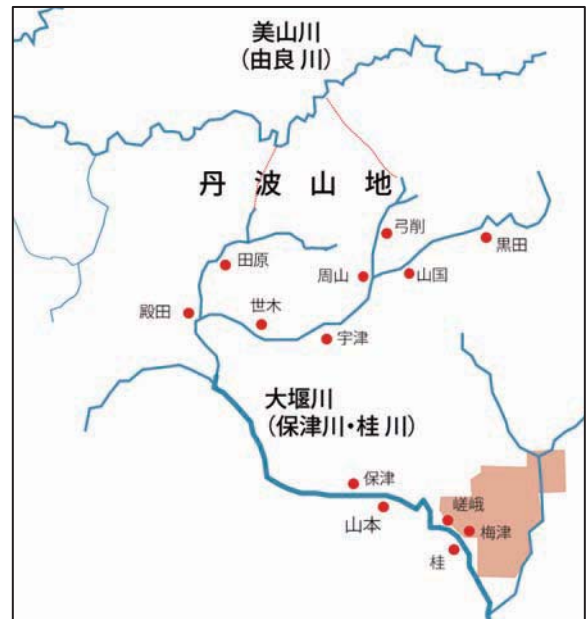 美山川
（由良川）
丹波山地
弓削
黒田
田原
周山
山国
殿田
世木
宇津
大堰川
（保津川・桂川）
保津
嵯峨
山本
梅津
桂